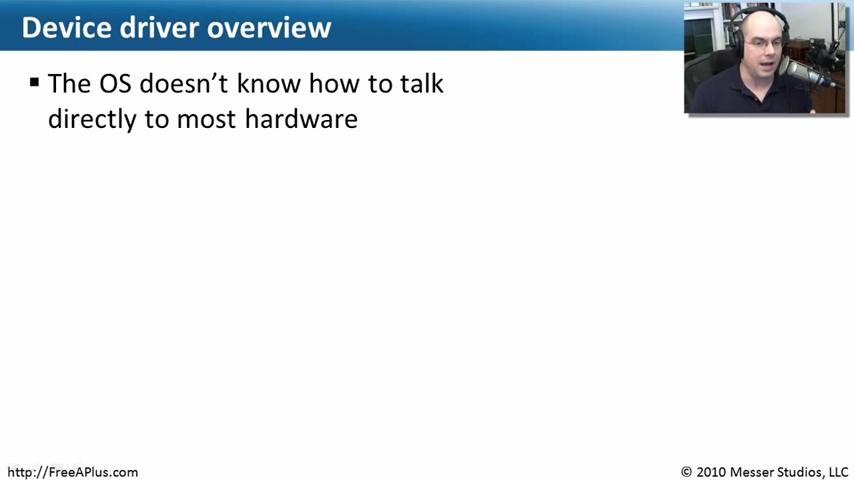 Device driver overview
▪ The OS doesn't know how to talk
directly to most hardware
http://FreeAPlus.com
© 2010 Messer Studios, LLC